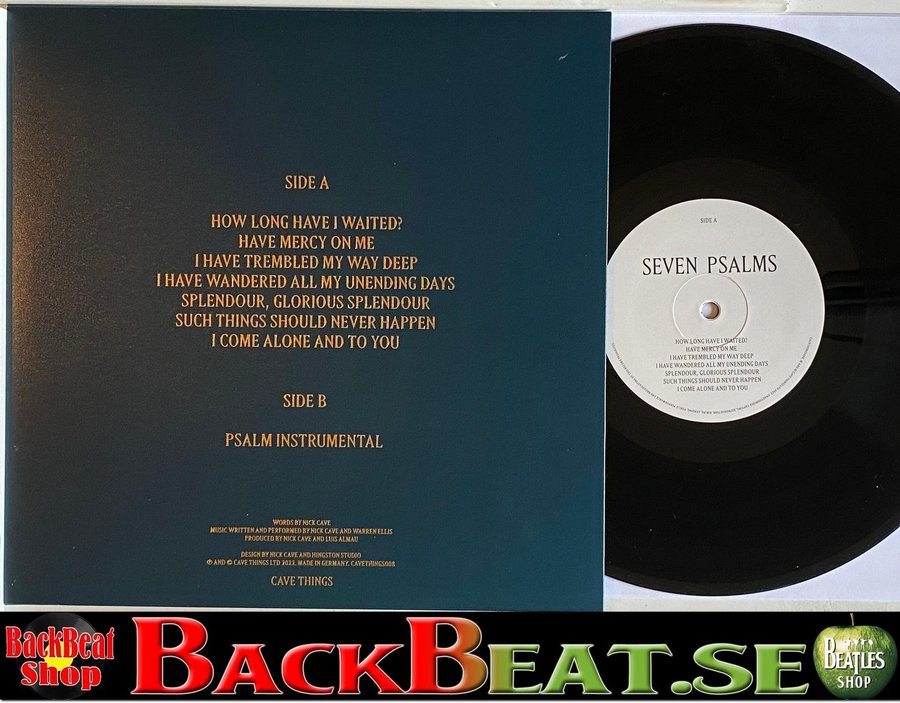 SIDE A
HOW LONG HAVE I WAITED?
HAVE MERCY ON ME
I HAVE TREMBLED MY WAY DEEP
I HAVE WANDERED ALL MY UNENDING DAYS
SPLENDOUR, GLORIOUS SPLENDOUR
SUCH THINGS SHOULD NEVER HAPPEN
I COME ALONE AND TO YOU
SIDE B
PSALM INSTRUMENTAL
WORDS BY NICK CAVE
MUSIC WRITTEN AND PERFORMED BY NICK CAVE AND WARREN ELLIS
PRODUCED BY NICK CAVE AND LUIS ALMAU
DESIGN BY NICK CAVE AND HINGSTON STUDIO
℗ AND © CAVE THINGS LTD 2022. MADE IN GERMANY. CAVETHINGS008
CAVE THINGS
SIDE A
SEVEN PSALMS
HOW LONG HAVE I WAITED?
HAVE MERCY ON ME
I HAVE TREMBLED MY WAY DEEP
I HAVE WANDERED ALL MY UNENDING DAYS
SPLENDOUR, GLORIOUS SPLENDOUR
SUCH THINGS SHOULD NEVER HAPPEN
I COME ALONE AND TO YOU
BackBeat
Shop
BACKBEAT.SE
BEATLES
SHOP